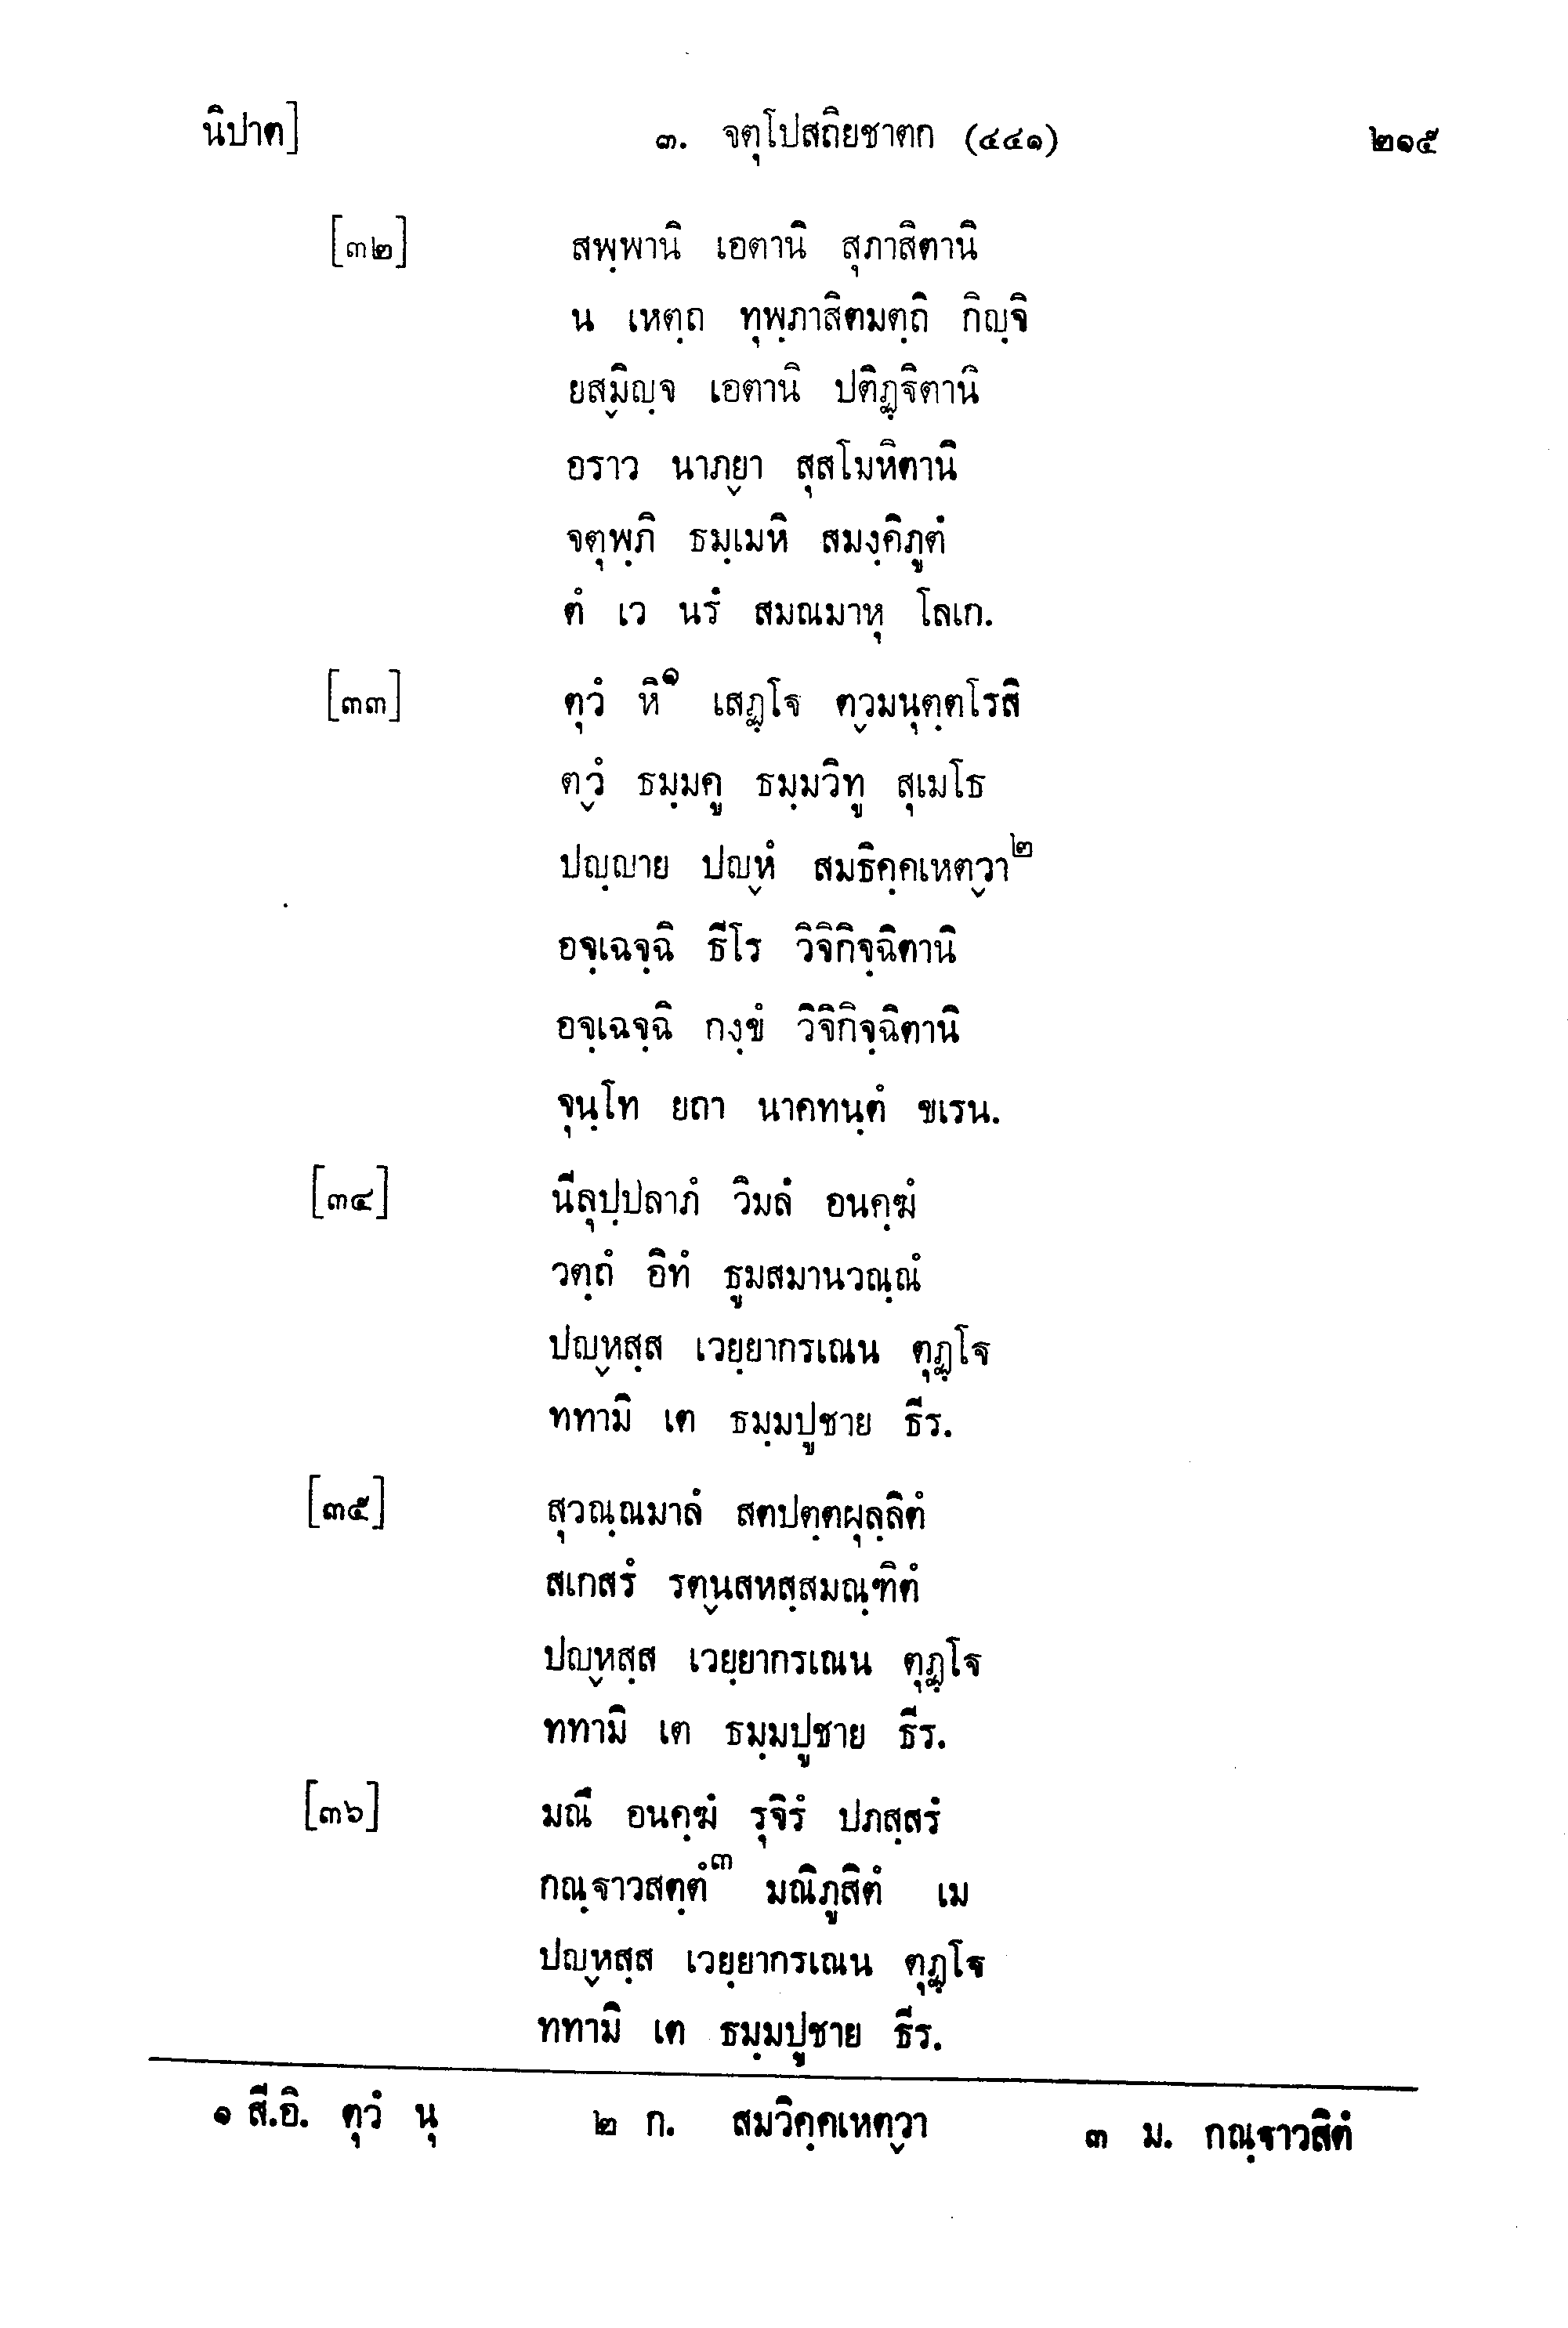 นิปาต] ๓. จตุโปสถิยชาตก (๔๔๑) ๒๑๕
[๓๒] สพฺพานิ เอตานิ สุภาสิตานิ
น เหตฺถ ทุพฺภาสิตมตฺถิ กิญฺจิ
ยสฺมิญฺจ เอตานิ ปติฏฺฐิตานิ
อราว นาภฺยา สุสโมหิตานิ
จตุพฺภิ ธมฺเมหิ สมงฺคิภูตํ
ตํ เว นรํ สมณมาหุ โลเก.
[๓๓] ตุวํ หิ๑ เสฏฺโฐ ตฺวมนุตฺตโรสิ
ตฺวํ ธมฺมคู ธมฺมวิทู สุเมโธ
ปญฺญาย ปญฺหํ สมธิคฺคเหตฺวา๒
อจฺเฉจฺฉิ ธีโร วิจิกิจฺฉิตานิ
อจฺเฉจฺฉิ กงฺขํ วิจิกิจฺฉิตานิ
จุนฺโท ยถา นาคทนฺตํ ขเรน.
[๓๔] นีลุปฺปลาภํ วิมลํ อนคฺฆํ
วตฺถํ อิทํ ธูมสมานวณฺณํ
ปญฺหสฺส เวยฺยากรเณน ตุฏฺโฐ
ททามิ เต ธมฺมปูชาย ธีร.
[๓๕] สุวณฺณมาลํ สตปตฺตผุลฺลิตํ
สเกสรํ รตฺนสหสฺสมณฺฑิตํ
ปญฺหสฺส เวยฺยากรเณน ตุฏฺโฐ
ททามิ เต ธมฺมปูชาย ธีร.
[๓๖] มณึ อนคฺฆํ รุจิรํ ปภสฺสรํ
กณฺฐาวสตฺตํ๓ มณิภูสิตํ เม
ปญฺหสฺส เวยฺยากรเณน ตุฏฺโฐ
ททามิ เต ธมฺมปูชาย ธีร.
๑ สี.อิ. ตุวํ นุ ๒ ก. สมวิคฺคเหตฺวา ๓ ม. กณฺฐาวสิตํ